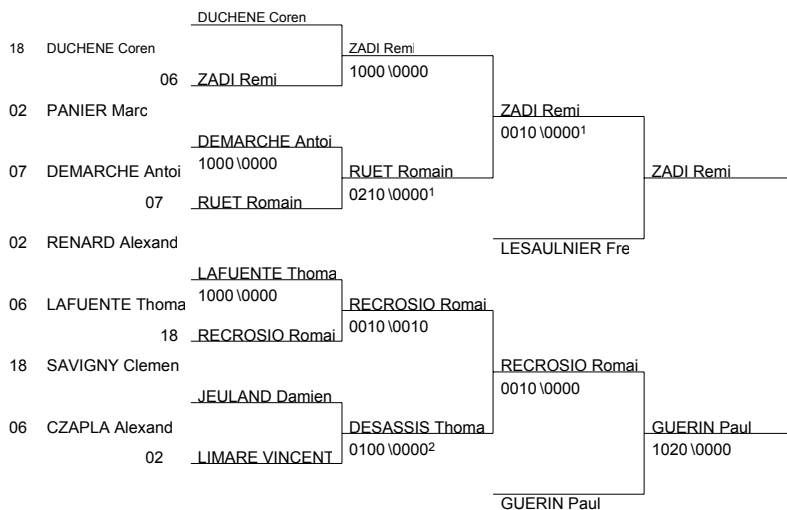 DUCHENE Coren
18 DUCHENE Coren ZADI Remi
1000 \0000
06 ZADI Remi
02 PANIER Marc ZADI Remi
0010 \0000¹
DEMARCHE Antoi
1000 \0000
07 DEMARCHE Antoi RUET Romain ZADI Remi
0210 \0000¹
07 RUET Romain
02 RENARD Alexand
LESAULNIER Fre
LAFUENTE Thoma
1000 \0000
06 LAFUENTE Thoma RECROSIO Romai
0010 \0010
18 RECROSIO Romai
18 SAVIGNY Clemen RECROSIO Romai
0010 \0000
JEULAND Damien
06 CZAPLA Alexand DESASSIS Thoma GUERIN Paul
0100 \0000² 1020 \0000
02 LIMARE VINCENT
GUERIN Paul